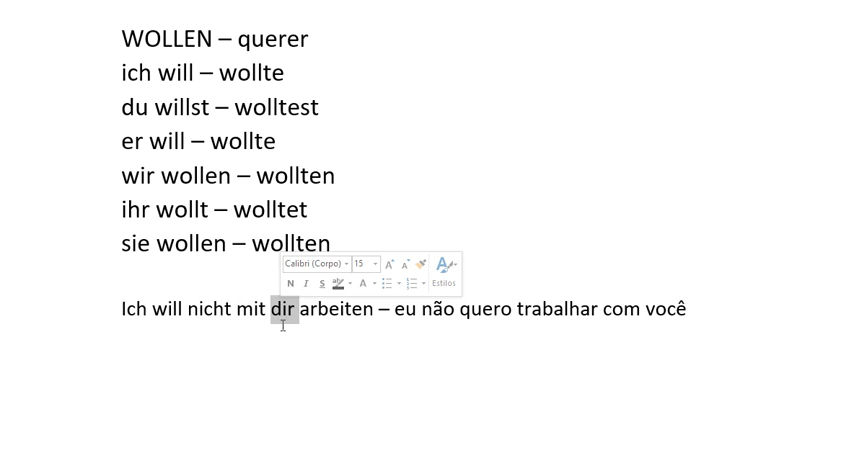 WOLLEN – querer
ich will – wollte
du willst – wolltest
er will – wollte
wir wollen – wollten
ihr wollt – wolltet
sie wollen – wollten
Calibri (Corpo) 15 A A
N I S ab A Estilos
Ich will nicht mit dir arbeiten – eu não quero trabalhar com você